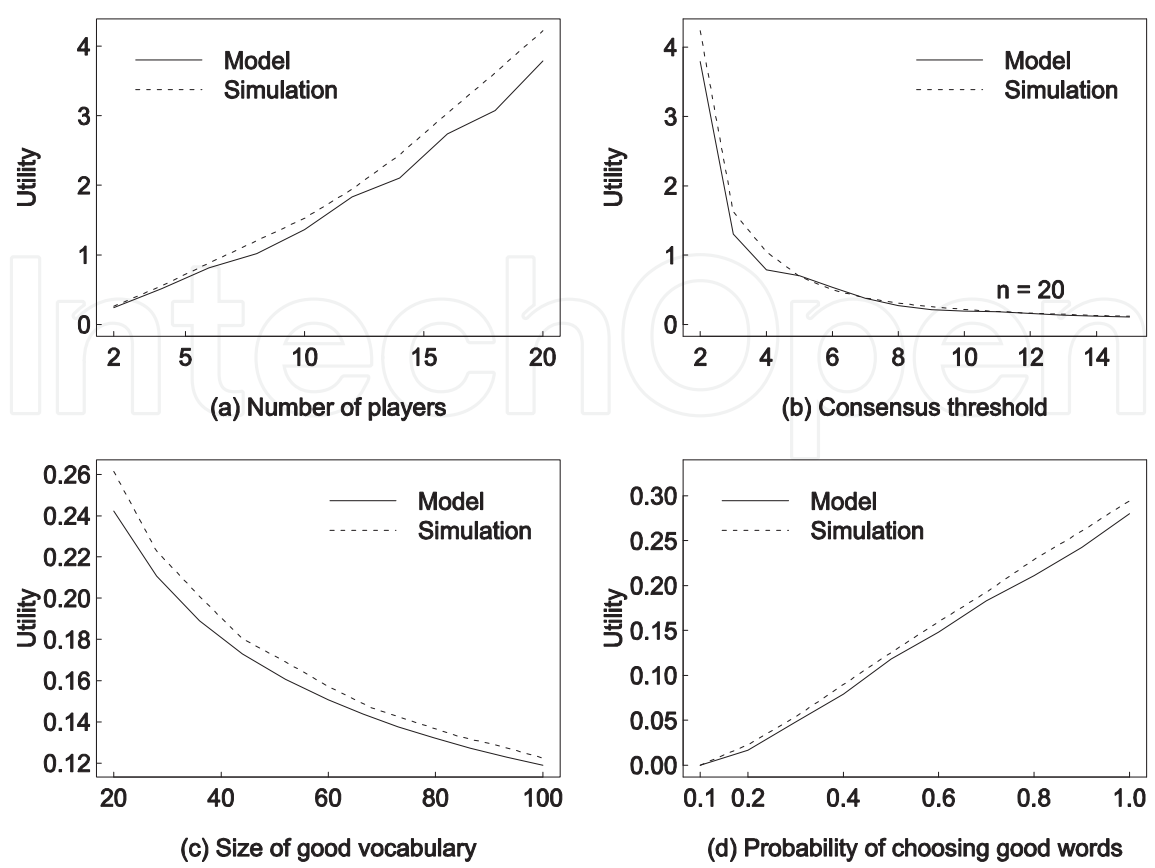 4
3
2
1
0
Utility
Model
Simulation
2 5 10 15 20
(a) Number of players
4
3
2
1
0
Utility
Model
Simulation
n = 20
2 4 6 8 10 12 14
(b) Consensus threshold
0.26
0.24
0.22
0.20
0.18
0.16
0.14
0.12
Utility
Model
Simulation
20 40 60 80 100
(c) Size of good vocabulary
0.30
0.25
0.20
0.15
0.10
0.05
0.00
Utility
Model
Simulation
0.1 0.2 0.4 0.6 0.8 1.0
(d) Probability of choosing good words
IntechOpen